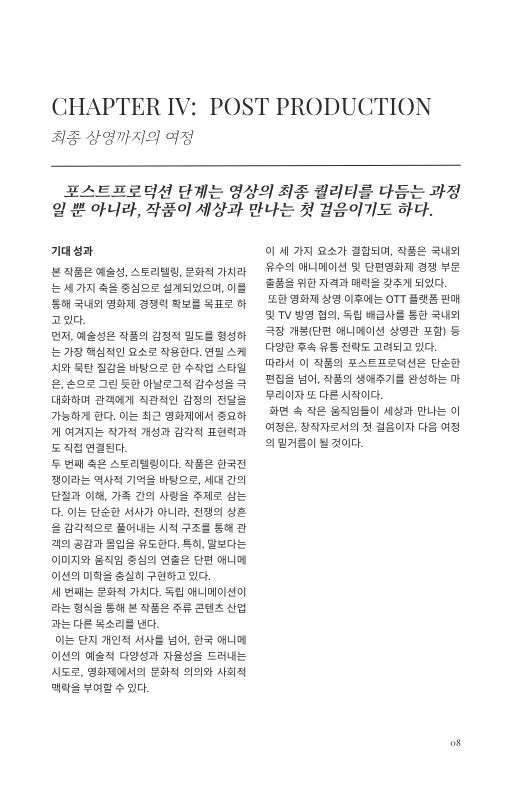 CHAPTER IV: POST PRODUCTION
최종 상영까지의 여정
포스트프로덕션 단계는 영상의 최종 퀄리티를 다듬는 과정
일 뿐 아니라, 작품이 세상과 만나는 첫 걸음이기도 하다.
기대 성과
본 작품은 예술성, 스토리텔링, 문화적 가치라
는 세 가지 축을 중심으로 설계되었으며, 이를
통해 국내외 영화제 경쟁력 확보를 목표로 하
고 있다.
먼저, 예술성은 작품의 감정적 밀도를 형성하
는 가장 핵심적인 요소로 작용한다. 연필 스케
치와 목탄 질감을 바탕으로 한 수작업 스타일
은, 손으로 그린 듯한 아날로그적 감수성을 극
대화하며 관객에게 직관적인 감정의 전달을
가능하게 한다. 이는 최근 영화제에서 중요하
게 여겨지는 작가적 개성과 감각적 표현력과
도 직접 연결된다.
두 번째 축은 스토리텔링이다. 작품은 한국전
쟁이라는 역사적 기억을 바탕으로, 세대 간의
단절과 이해, 가족 간의 사랑을 주제로 삼는
다. 이는 단순한 서사가 아니라, 전쟁의 상흔
을 감각적으로 풀어내는 시적 구조를 통해 관
객의 공감과 몰입을 유도한다. 특히, 말보다는
이미지와 움직임 중심의 연출은 단편 애니메
이션의 미학을 충실히 구현하고 있다.
세 번째는 문화적 가치다. 독립 애니메이션이
라는 형식을 통해 본 작품은 주류 콘텐츠 산업
과는 다른 목소리를 낸다.
이는 단지 개인적 서사를 넘어, 한국 애니메
이션의 예술적 다양성과 자율성을 드러내는
시도로, 영화제에서의 문화적 의의와 사회적
맥락을 부여할 수 있다.
이 세 가지 요소가 결합되며, 작품은 국내외
유수의 애니메이션 및 단편영화제 경쟁 부문
출품을 위한 자격과 매력을 갖추게 되었다.
또한 영화제 상영 이후에는 OTT 플랫폼 판매
및 TV 방영 협의, 독립 배급사를 통한 국내외
극장 개봉(단편 애니메이션 상영관 포함) 등
다양한 후속 유통 전략도 고려되고 있다.
따라서 이 작품의 포스트프로덕션은 단순한
편집을 넘어, 작품의 생애주기를 완성하는 마
무리이자 또 다른 시작이다.
화면 속 작은 움직임들이 세상과 만나는 이
여정은, 창작자로서의 첫 걸음이자 다음 여정
의 밑거름이 될 것이다.
08